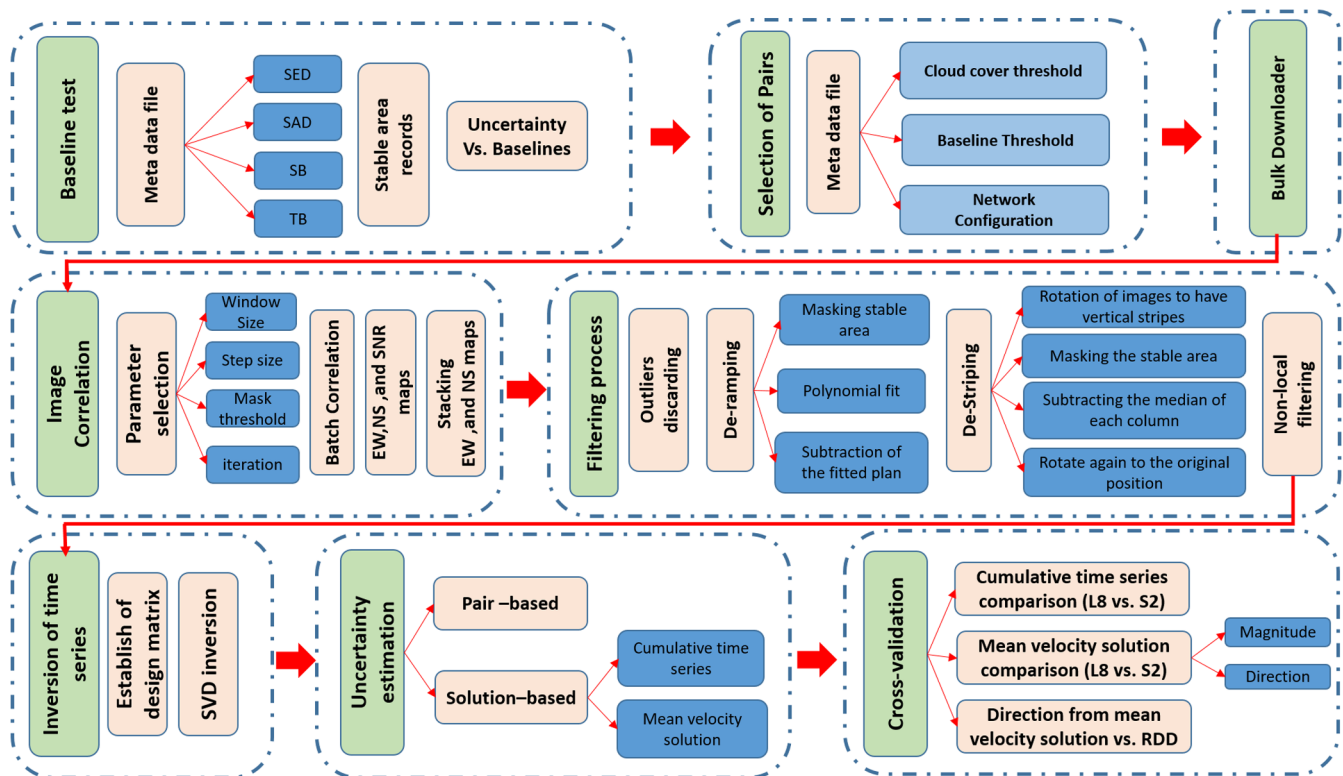 Baseline test
Meta data file
SED
SAD
SB
TB
Stable area
records
Uncertainty
Vs. Baselines
Selection of Pairs
Meta data file
Cloud cover threshold
Baseline Threshold
Network
Configuration
Bulk Downloader
Image
Correlation
Parameter
selection
Window
Size
Step size
Mask
threshold
iteration
Batch Correlation
EW,NS ,and SNR
maps
Stacking
EW ,and NS maps
Filtering process
Outliers
discarding
De-ramping
Masking stable
area
Polynomial fit
Subtraction of
the fitted plan
De-Striping
Rotation of images to have
vertical stripes
Masking the stable area
Subtracting the median of
each column
Rotate again to the original
position
Non-local
filtering
Inversion of time
series
Establish of
design matrix
SVD inversion
Uncertainty
estimation
Pair –based
Solution–based
Cumulative time
series
Mean velocity
solution
Cross-validation
Cumulative time series
comparison (L8 vs. S2)
Mean velocity solution
comparison (L8 vs. S2)
Direction from mean
velocity solution vs. RDD
Magnitude
Direction